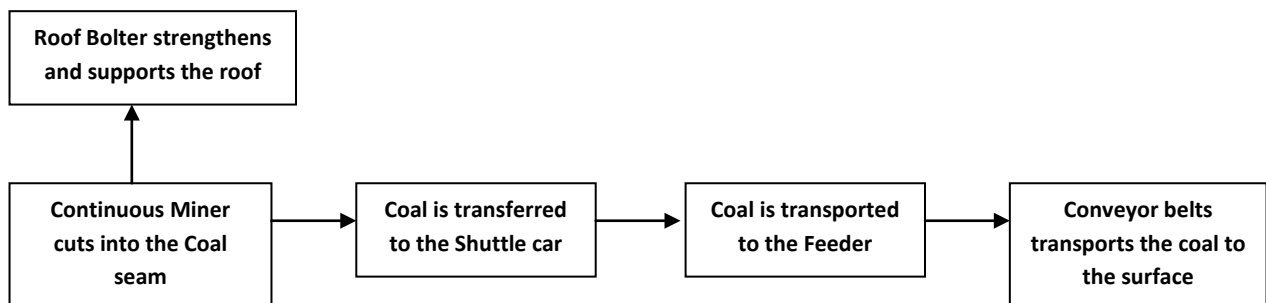 Roof Bolter strengthens
and supports the roof
Continuous Miner
cuts into the Coal
seam
Coal is transferred
to the Shuttle car
Coal is transported
to the Feeder
Conveyor belts
transports the coal to
the surface